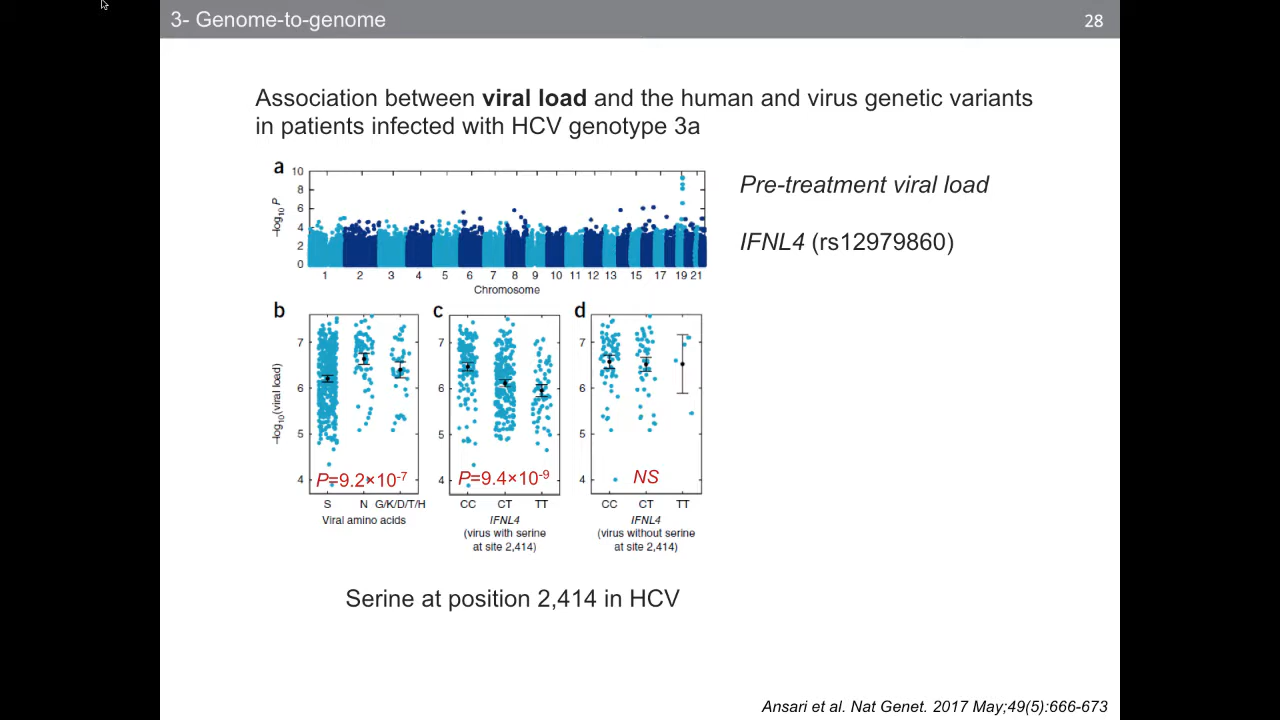 3- Genome-to-genome
28
Association between viral load and the human and virus genetic variants
in patients infected with HCV genotype 3a
Pre-treatment viral load
IFNL4 (rs12979860)
a
10
8
6
4
2
0
–log10 P
1 2 3 4 5 6 7 8 9 10 11 12 13 15 17 19 21
Chromosome
b
7
6
5
4
–log10(viral load)
P=9.2×10-7
S N G/K/D/T/H
Viral amino acids
c
7
6
5
4
P=9.4×10-9
CC CT TT
IFNL4
(virus with serine
at site 2,414)
d
7
6
5
4
NS
CC CT TT
IFNL4
(virus without serine
at site 2,414)
Serine at position 2,414 in HCV
Ansari et al. Nat Genet. 2017 May;49(5):666-673